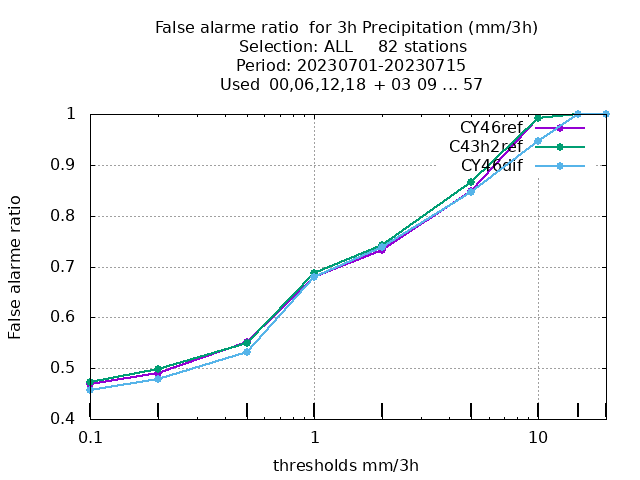 False alarme ratio  for 3h Precipitation (mm/3h)
Selection: ALL     82 stations
Period: 20230701-20230715
Used  00,06,12,18  + 03 09 ... 57
1
0.9
0.8
0.7
0.6
0.5
0.4
False alarme ratio
CY46ref
C43h2ref
CY46dif
0.1
1
10
thresholds mm/3h